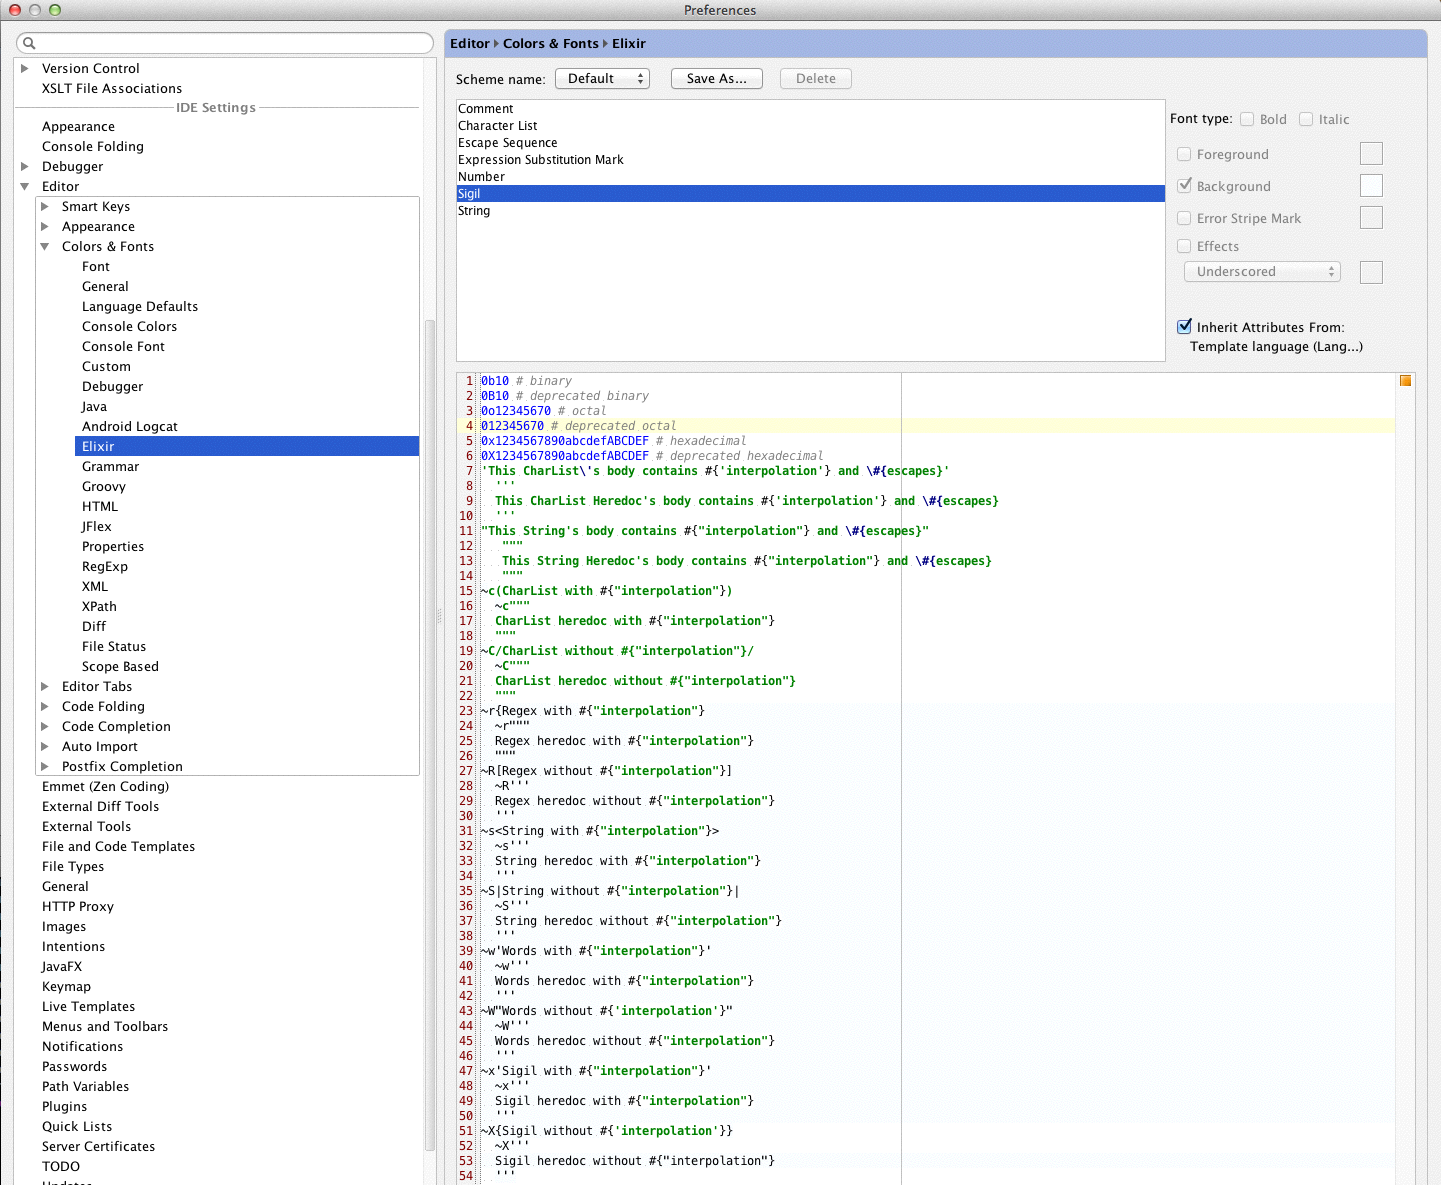 Preferences
Version Control
XSLT File Associations
IDE Settings
Appearance
Console Folding
Debugger
Editor
Smart Keys
Appearance
Colors & Fonts
Font
General
Language Defaults
Console Colors
Console Font
Custom
Debugger
Java
Android Logcat
Elixir
Grammar
Groovy
HTML
JFlex
Properties
RegExp
XML
XPath
Diff
File Status
Scope Based
Editor Tabs
Code Folding
Code Completion
Auto Import
Postfix Completion
Emmet (Zen Coding)
External Diff Tools
External Tools
File and Code Templates
File Types
General
HTTP Proxy
Images
Intentions
JavaFX
Keymap
Live Templates
Menus and Toolbars
Notifications
Passwords
Path Variables
Plugins
Quick Lists
Server Certificates
TODO
Updates
Editor Colors & Fonts Elixir
Scheme name: Default Save As... Delete
Comment
Character List
Escape Sequence
Expression Substitution Mark
Number
Sigil
String
Font type: Bold Italic
Foreground
Background
Error Stripe Mark
Effects
Underscored
Inherit Attributes From:
Template language (Lang...)
1 0b10 # binary
2 0B10 # deprecated binary
3 0o12345670 # octal
4 012345670 # deprecated octal
5 0x1234567890abcdefABCDEF # hexadecimal
6 0X1234567890abcdefABCDEF # deprecated hexadecimal
7 'This CharList\'s body contains #{'interpolation'} and \#{escapes}'
8 '''
9 This CharList Heredoc's body contains #{'interpolation'} and \#{escapes}
10 '''
11 "This String's body contains #{"interpolation"} and \#{escapes}"
12 """
13 This String Heredoc's body contains #{"interpolation"} and \#{escapes}
14 """
15 ~c(CharList with #{"interpolation"})
16 ~c"""
17 CharList heredoc with #{"interpolation"}
18 """
19 ~C/CharList without #{"interpolation"}/
20 ~C"""
21 CharList heredoc without #{"interpolation"}
22 """
23 ~r{Regex with #{"interpolation"}
24 ~r"""
25 Regex heredoc with #{"interpolation"}
26 """
27 ~R[Regex without #{"interpolation"}]
28 ~R'''
29 Regex heredoc without #{"interpolation"}
30 '''
31 ~s<String with #{"interpolation"}>
32 ~s'''
33 String heredoc with #{"interpolation"}
34 '''
35 ~S|String without #{"interpolation"}|
36 ~S'''
37 String heredoc without #{"interpolation"}
38 '''
39 ~w'Words with #{"interpolation"}'
40 ~w'''
41 Words heredoc with #{"interpolation"}
42 '''
43 ~W"Words without #{'interpolation'}"
44 ~W'''
45 Words heredoc without #{"interpolation"}
46 '''
47 ~x'Sigil with #{"interpolation"}'
48 ~x'''
49 Sigil heredoc with #{"interpolation"}
50 '''
51 ~X{Sigil without #{'interpolation'}}
52 ~X'''
53 Sigil heredoc without #{"interpolation"}
54 '''